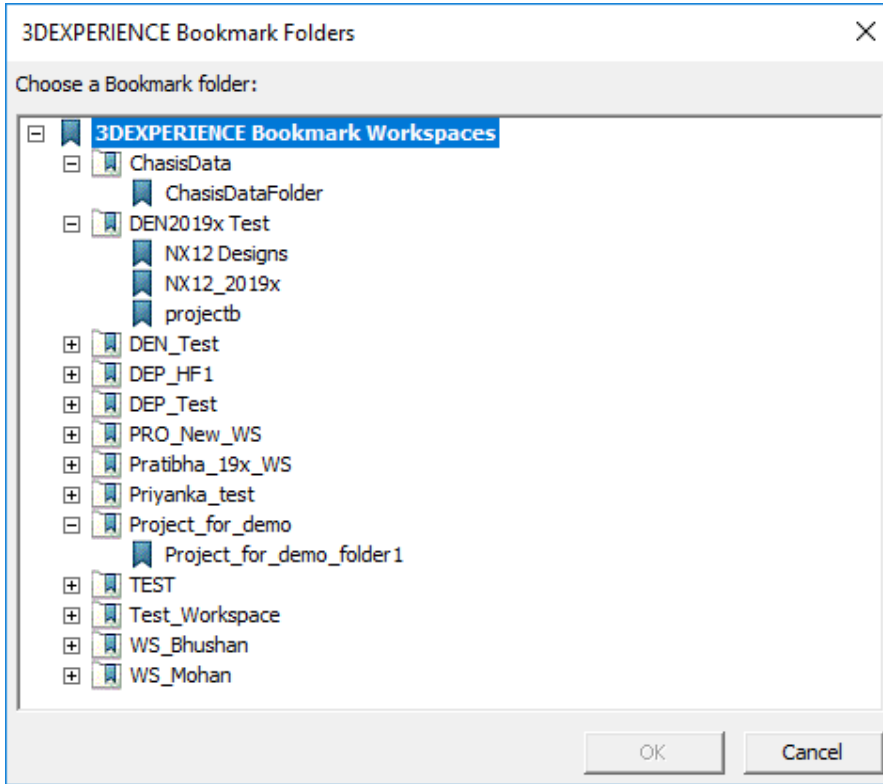 3DEXPERIENCE Bookmark Folders
Choose a Bookmark folder:
3DEXPERIENCE Bookmark Workspaces
ChasisData
ChasisDataFolder
DEN2019x Test
NX12 Designs
NX12_2019x
projectb
DEN_Test
DEP_HF1
DEP_Test
PRO_New_WS
Pratibha_19x_WS
Priyanka_test
Project_for_demo
Project_for_demo_folder1
TEST
Test_Workspace
WS_Bhushan
WS_Mohan
OK Cancel